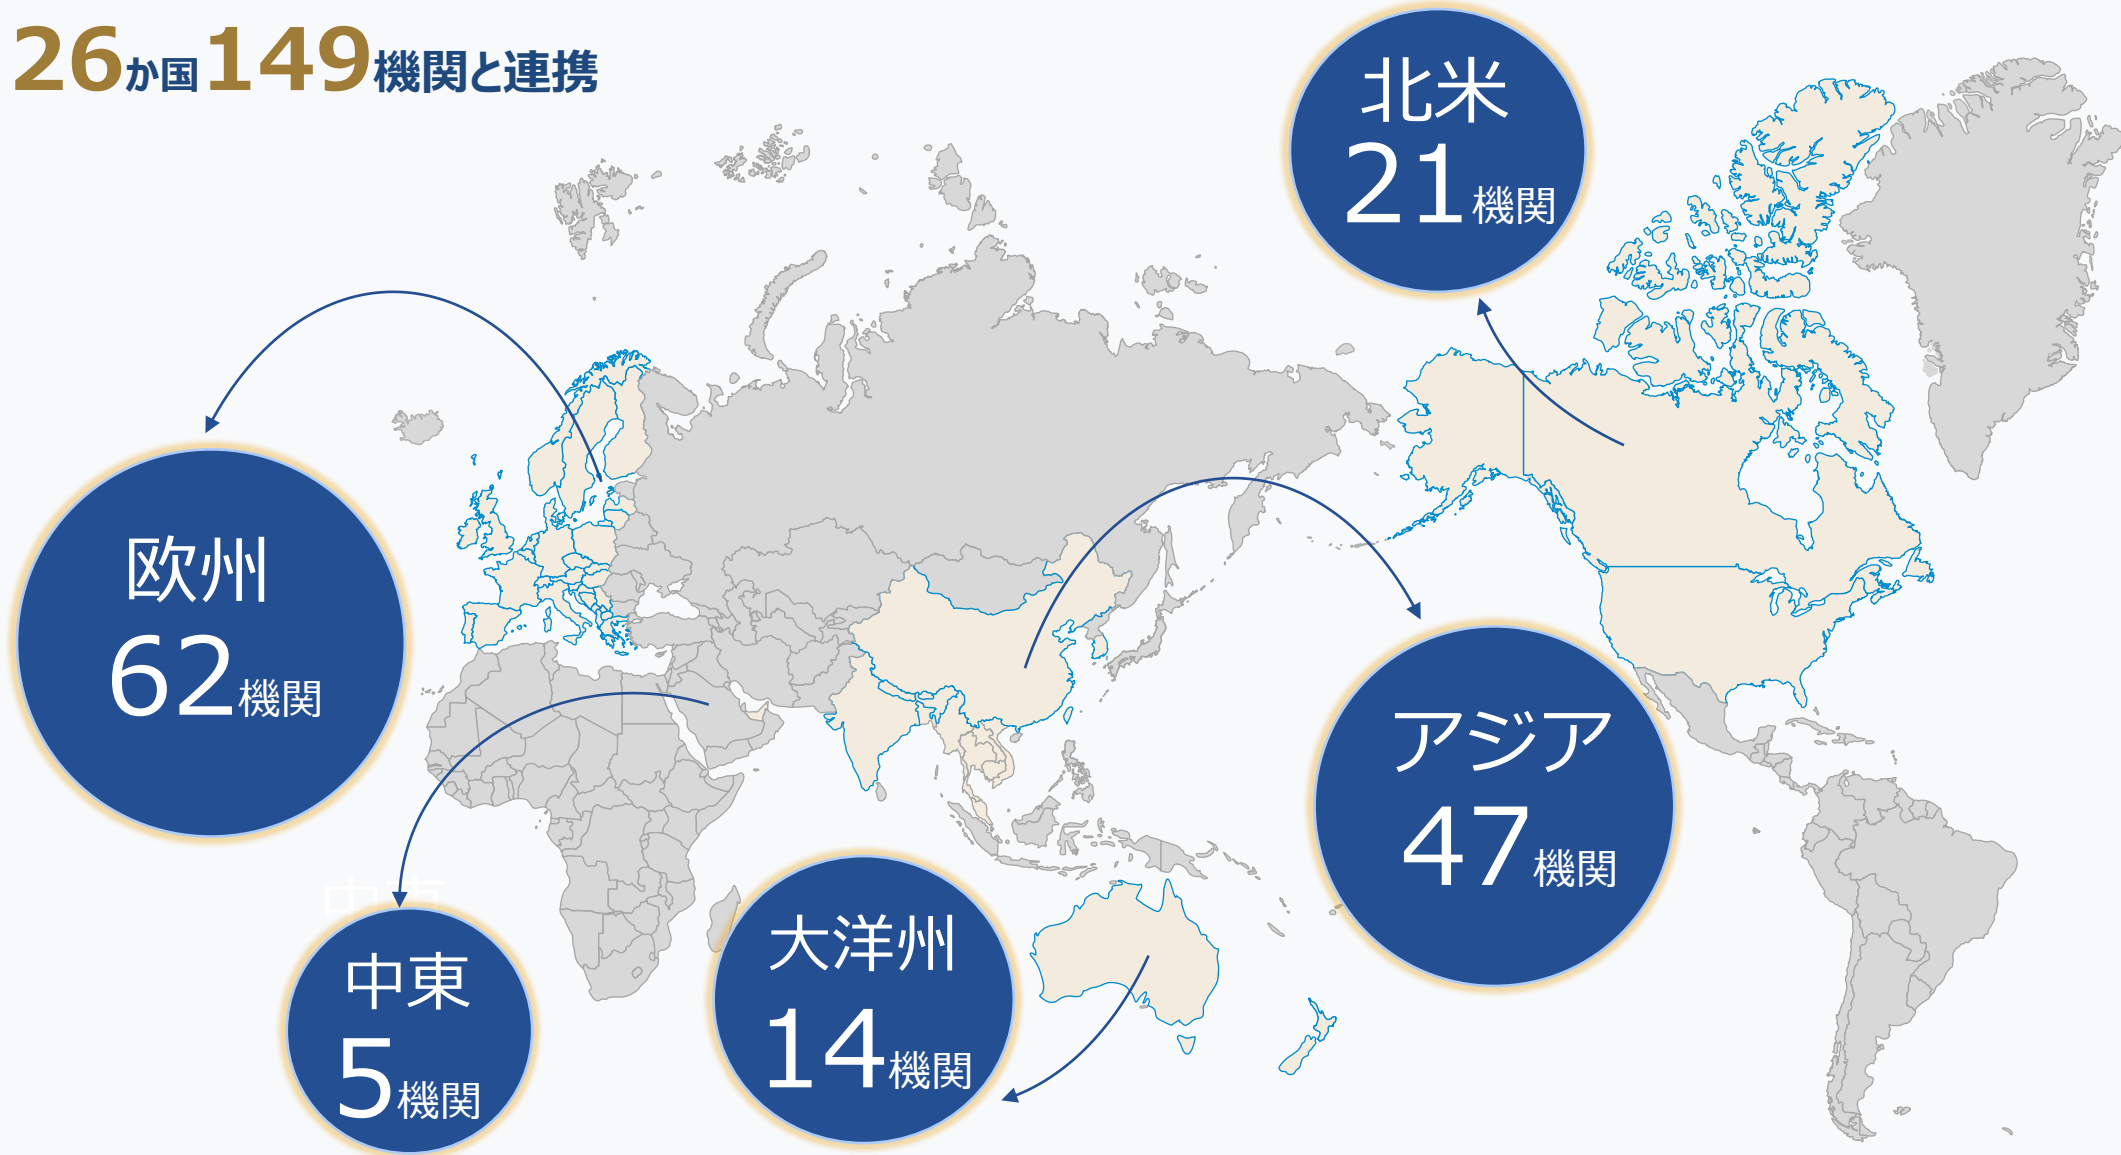 26か国149機関と連携
北米
21機関
欧州
62機関
アジア
47機関
中東
中東
5機関
大洋州
14機関